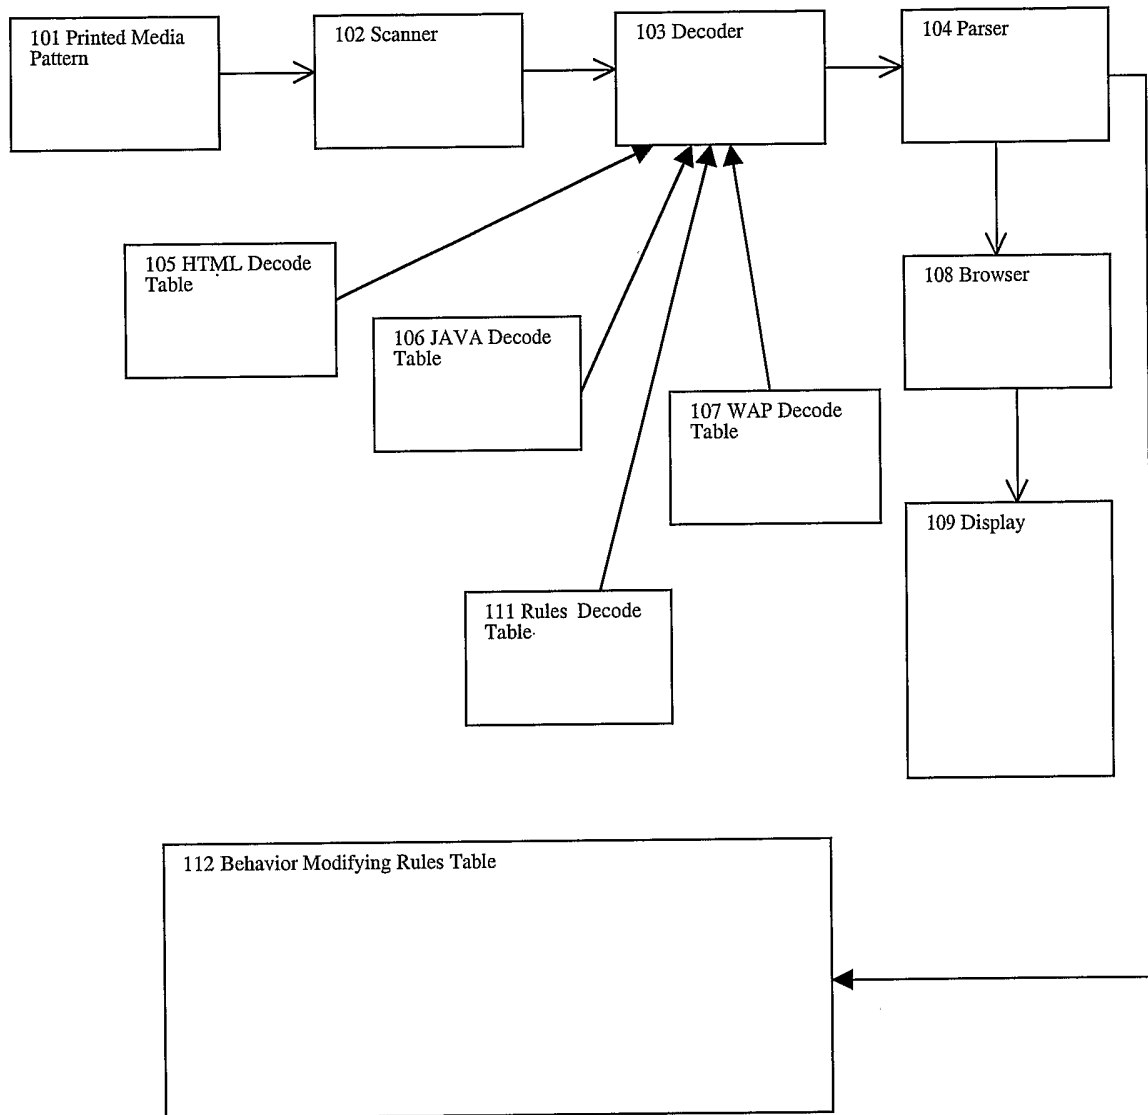 101 Printed Media
Pattern
102 Scanner
103 Decoder
104 Parser
105 HTML Decode
Table
106 JAVA Decode
Table
107 WAP Decode
Table
108 Browser
109 Display
111 Rules Decode
Table
112 Behavior Modifying Rules Table